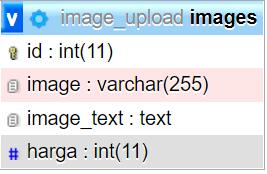 v image_upload images
id : int(11)
image : varchar(255)
image_text : text
# harga : int(11)